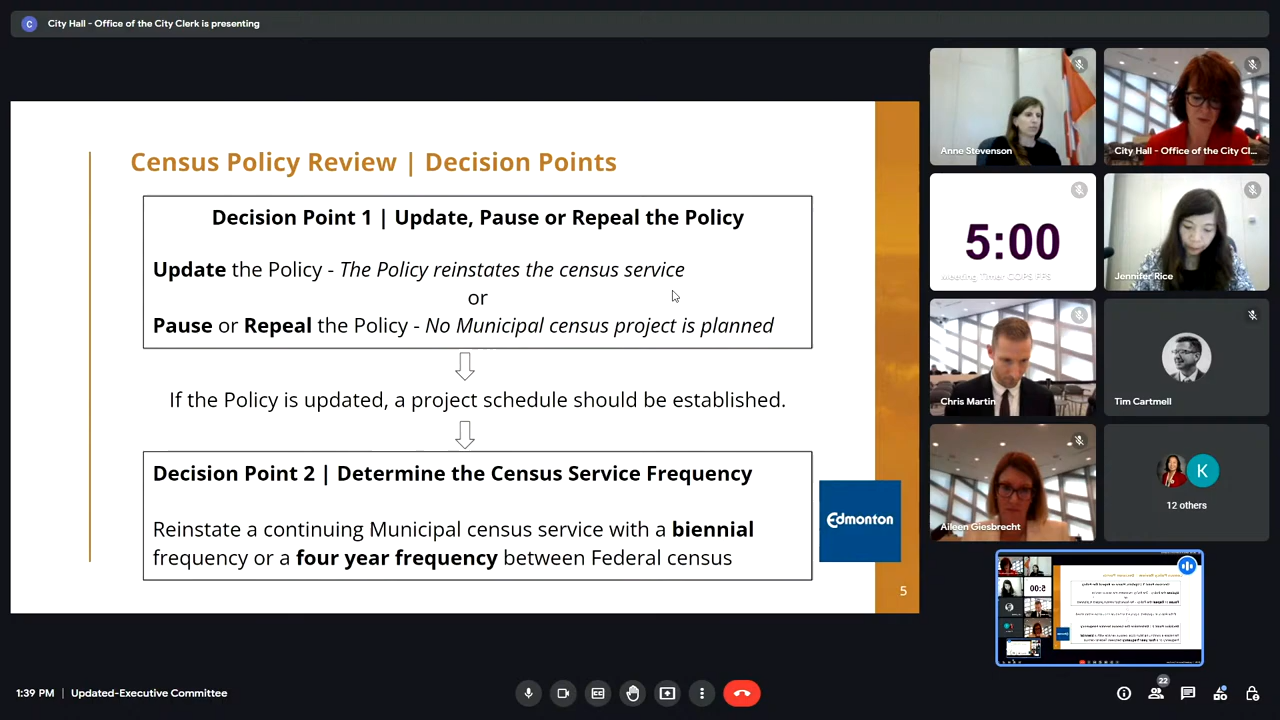 C
City Hall - Office of the City Clerk is presenting
Census Policy Review | Decision Points
Decision Point 1 | Update, Pause or Repeal the Policy
Update the Policy - The Policy reinstates the census service
or
Pause or Repeal the Policy - No Municipal census project is planned
If the Policy is updated, a project schedule should be established.
Decision Point 2 | Determine the Census Service Frequency
Reinstate a continuing Municipal census service with a biennial
frequency or a four year frequency between Federal census
Edmonton
5
Anne Stevenson
City Hall - Office of the City Cl...
5:00
Meeting Timer COPS PPS
Jennifer Rice
Chris Martin
Tim Cartmell
Aileen Giesbrecht
K
12 others
1:39 PM | Updated-Executive Committee
22